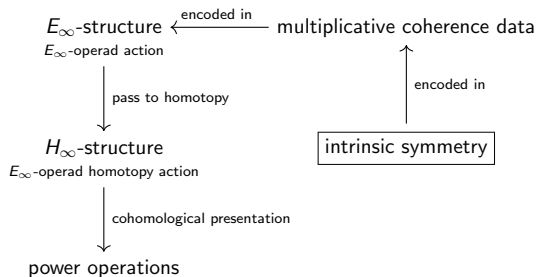 E∞-structure
encoded in
multiplicative coherence data
E∞-operad action
encoded in
pass to homotopy
H∞-structure
intrinsic symmetry
E∞-operad homotopy action
cohomological presentation
power operations